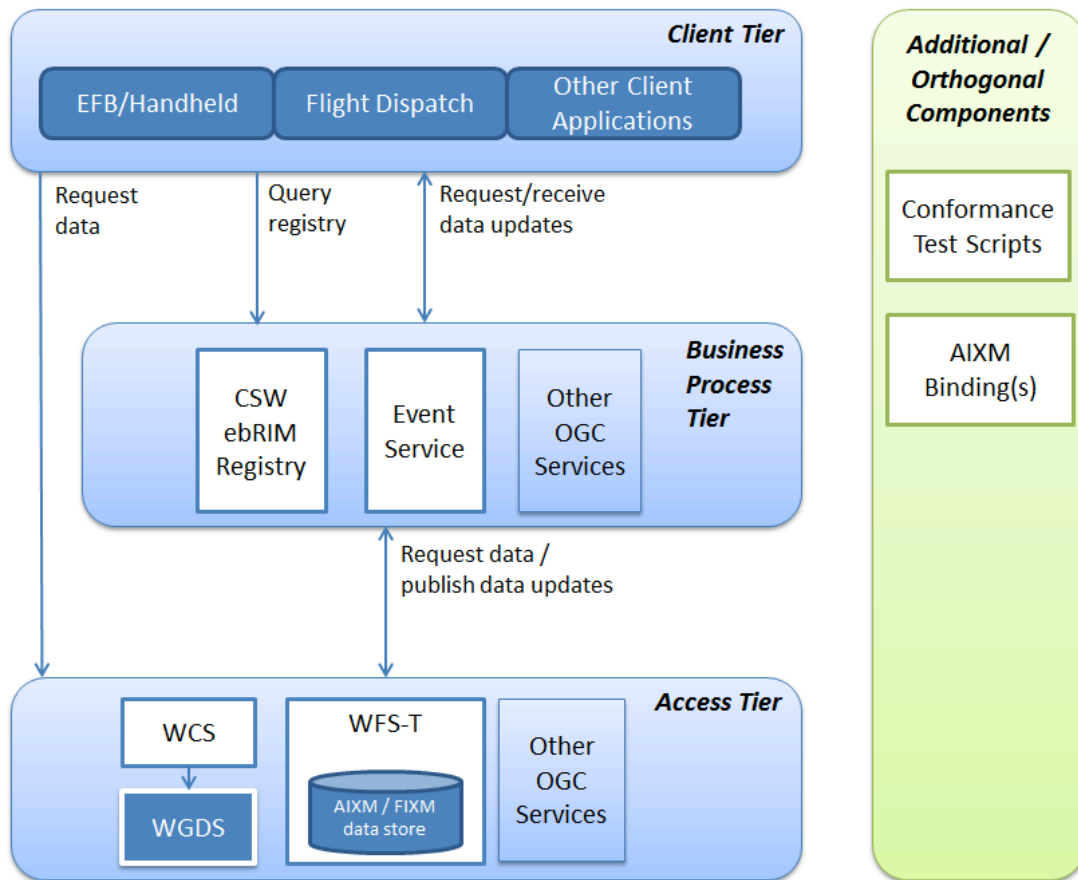 Client Tier
EFB/Handheld
Flight Dispatch
Other Client
Applications
Request
data
Query
registry
Request/receive
data updates
Business
Process
Tier
CSW
ebRIM
Registry
Event
Service
Other
OGC
Services
Request data /
publish data updates
Access Tier
WCS
WGDS
WFS-T
AIXM / FIXM
data store
Other
OGC
Services
Additional /
Orthogonal
Components
Conformance
Test Scripts
AIXM
Binding(s)